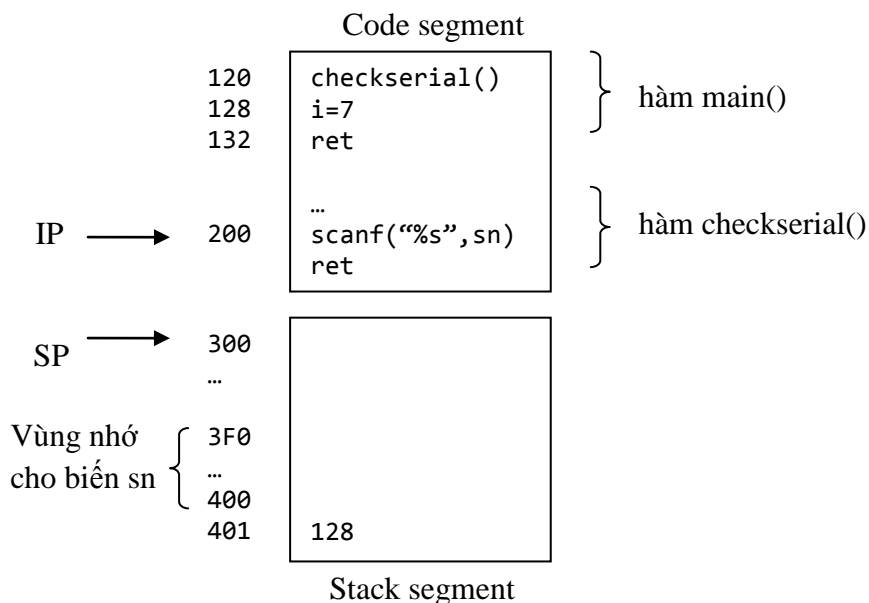 Code segment
120 checkserial()
128 i=7
132 ret
hàm main()
…
IP 200 scanf(“%s”,sn)
ret
hàm checkserial()
SP 300
…
Vùng nhớ
cho biến sn
3F0
…
400
401 128
Stack segment